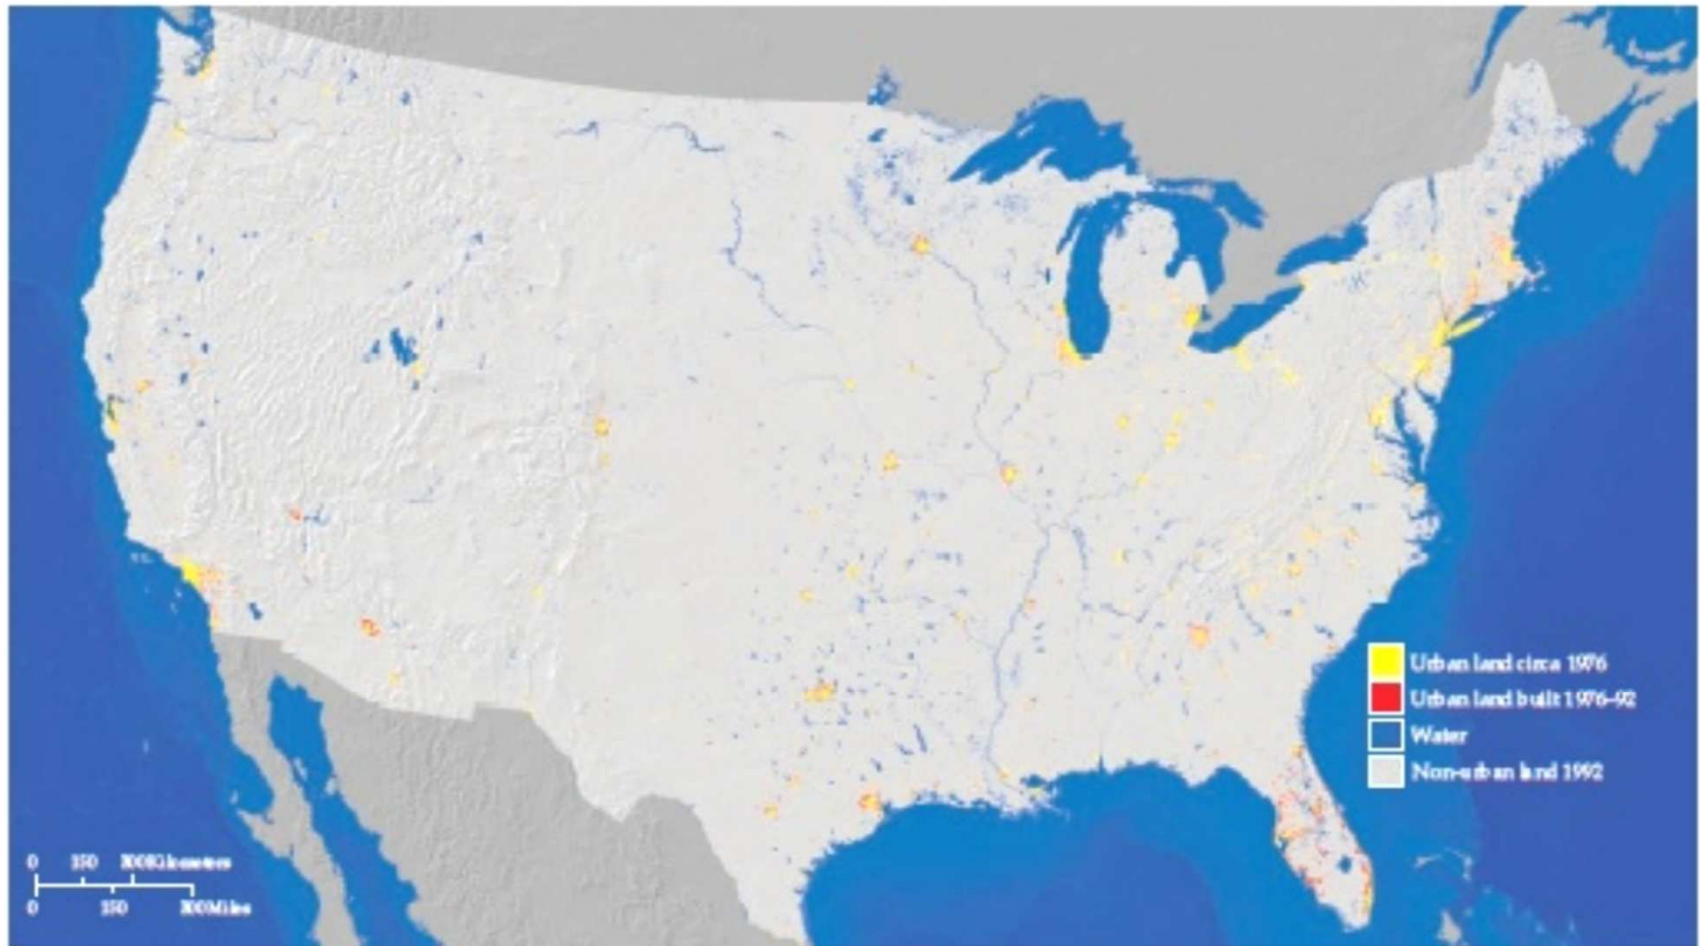 Urban land circa 1976
Urban land built 1976-92
Water
Non-urban land 1992
0 150 300 Kilometers
0 150 300 Miles